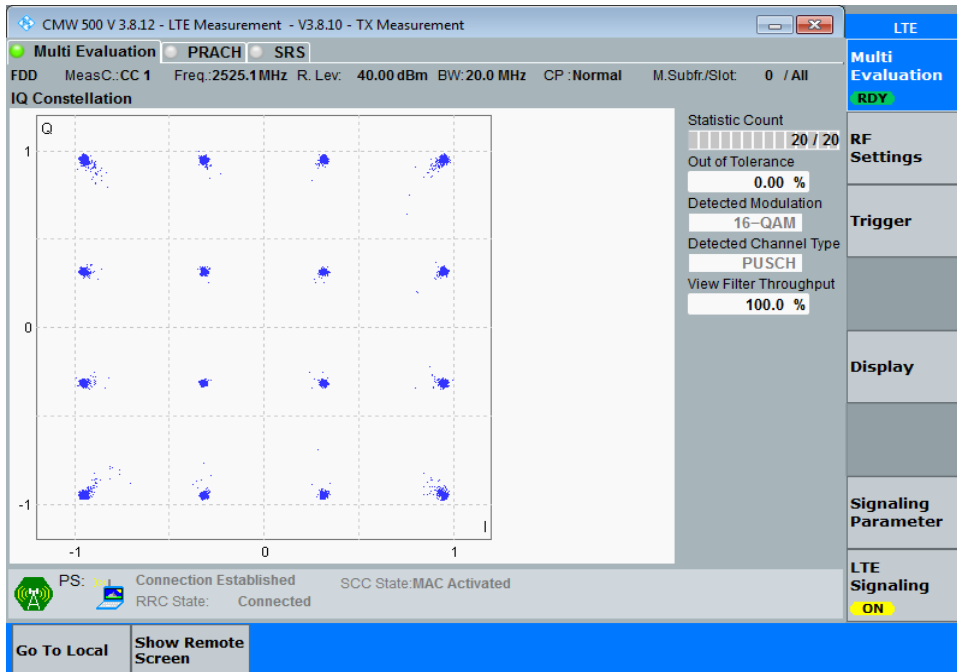 CMW 500 V 3.8.12 - LTE Measurement - V3.8.10 - TX Measurement
LTE
Multi Evaluation PRACH SRS
FDD MeasC.:CC 1 Freq.:2525.1 MHz R. Lev: 40.00 dBm BW:20.0 MHz CP :Normal M.Subfr./Slot: 0 / All
IQ Constellation
Q
1
0
-1
-1 0 1
I
Statistic Count
20 / 20
Out of Tolerance
0.00 %
Detected Modulation
16-QAM
Detected Channel Type
PUSCH
View Filter Throughput
100.0 %
Multi
Evaluation
RDY
RF
Settings
Trigger
Display
Signaling
Parameter
LTE
Signaling
ON
PS: Connection Established SCC State:MAC Activated
RRC State: Connected
Go To Local
Show Remote
Screen